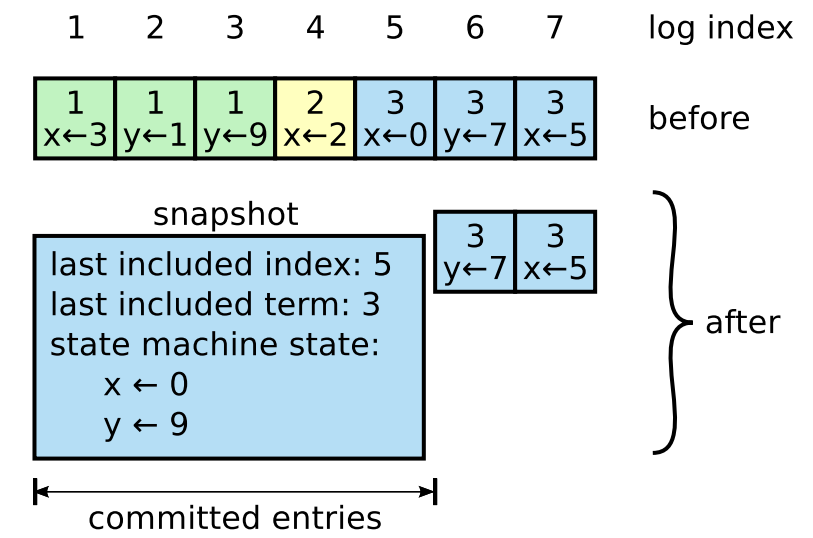 1 2 3 4 5 6 7 log index
1 1 1 2 3 3 3
x←3 y←1 y←9 x←2 x←0 y←7 x←5
before
snapshot
3 3
y←7 x←5
last included index: 5
last included term: 3
state machine state:
x ← 0
y ← 9
after
committed entries